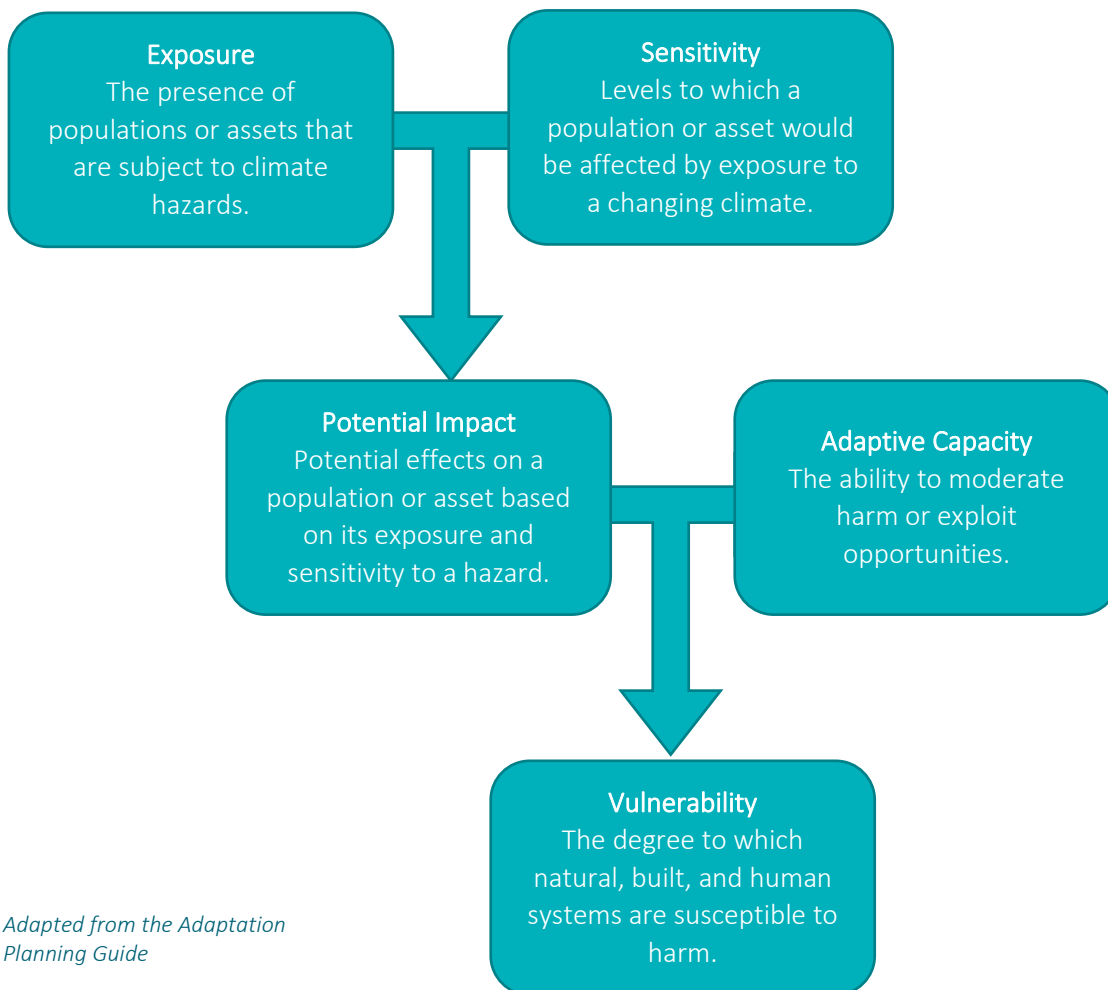 Exposure
The presence of
populations or assets that
are subject to climate
hazards.
Sensitivity
Levels to which a
population or asset would
be affected by exposure to
a changing climate.
Potential Impact
Potential effects on a
population or asset based
on its exposure and
sensitivity to a hazard.
Adaptive Capacity
The ability to moderate
harm or exploit
opportunities.
Vulnerability
The degree to which
natural, built, and human
systems are susceptible to
harm.
Adapted from the Adaptation
Planning Guide